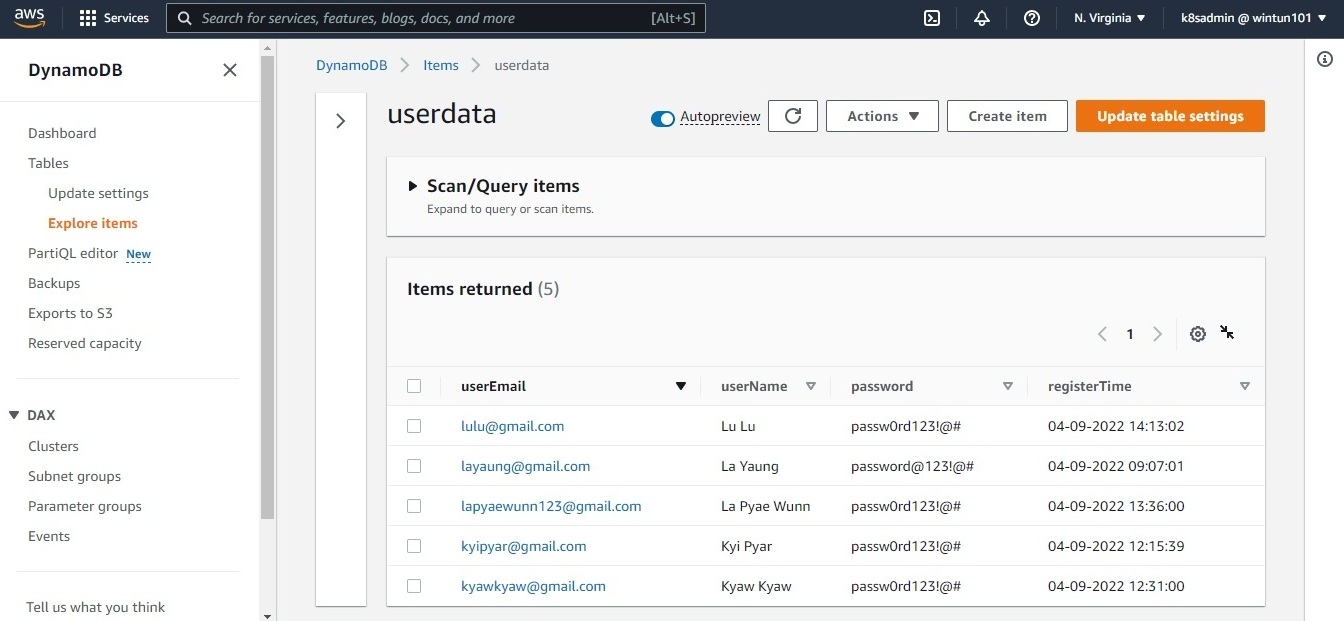 aws Services Search for services, features, blogs, docs, and more [Alt+S] N. Virginia k8sadmin @ wintun101
DynamoDB
Dashboard
Tables
Update settings
Explore items
PartiQL editor New
Backups
Exports to S3
Reserved capacity
DAX
Clusters
Subnet groups
Parameter groups
Events
Tell us what you think
DynamoDB Items userdata
userdata Autopreview Actions Create item Update table settings
Scan/Query items
Expand to query or scan items.
Items returned (5)
1
userEmail userName password registerTime
lulu@gmail.com Lu Lu passw0rd123!@# 04-09-2022 14:13:02
layaung@gmail.com La Yaung password@123!@# 04-09-2022 09:07:01
lapyaewunn123@gmail.com La Pyae Wunn passw0rd123!@# 04-09-2022 13:36:00
kyipyar@gmail.com Kyi Pyar passw0rd123!@# 04-09-2022 12:15:39
kyawkyaw@gmail.com Kyaw Kyaw passw0rd123!@# 04-09-2022 12:31:00